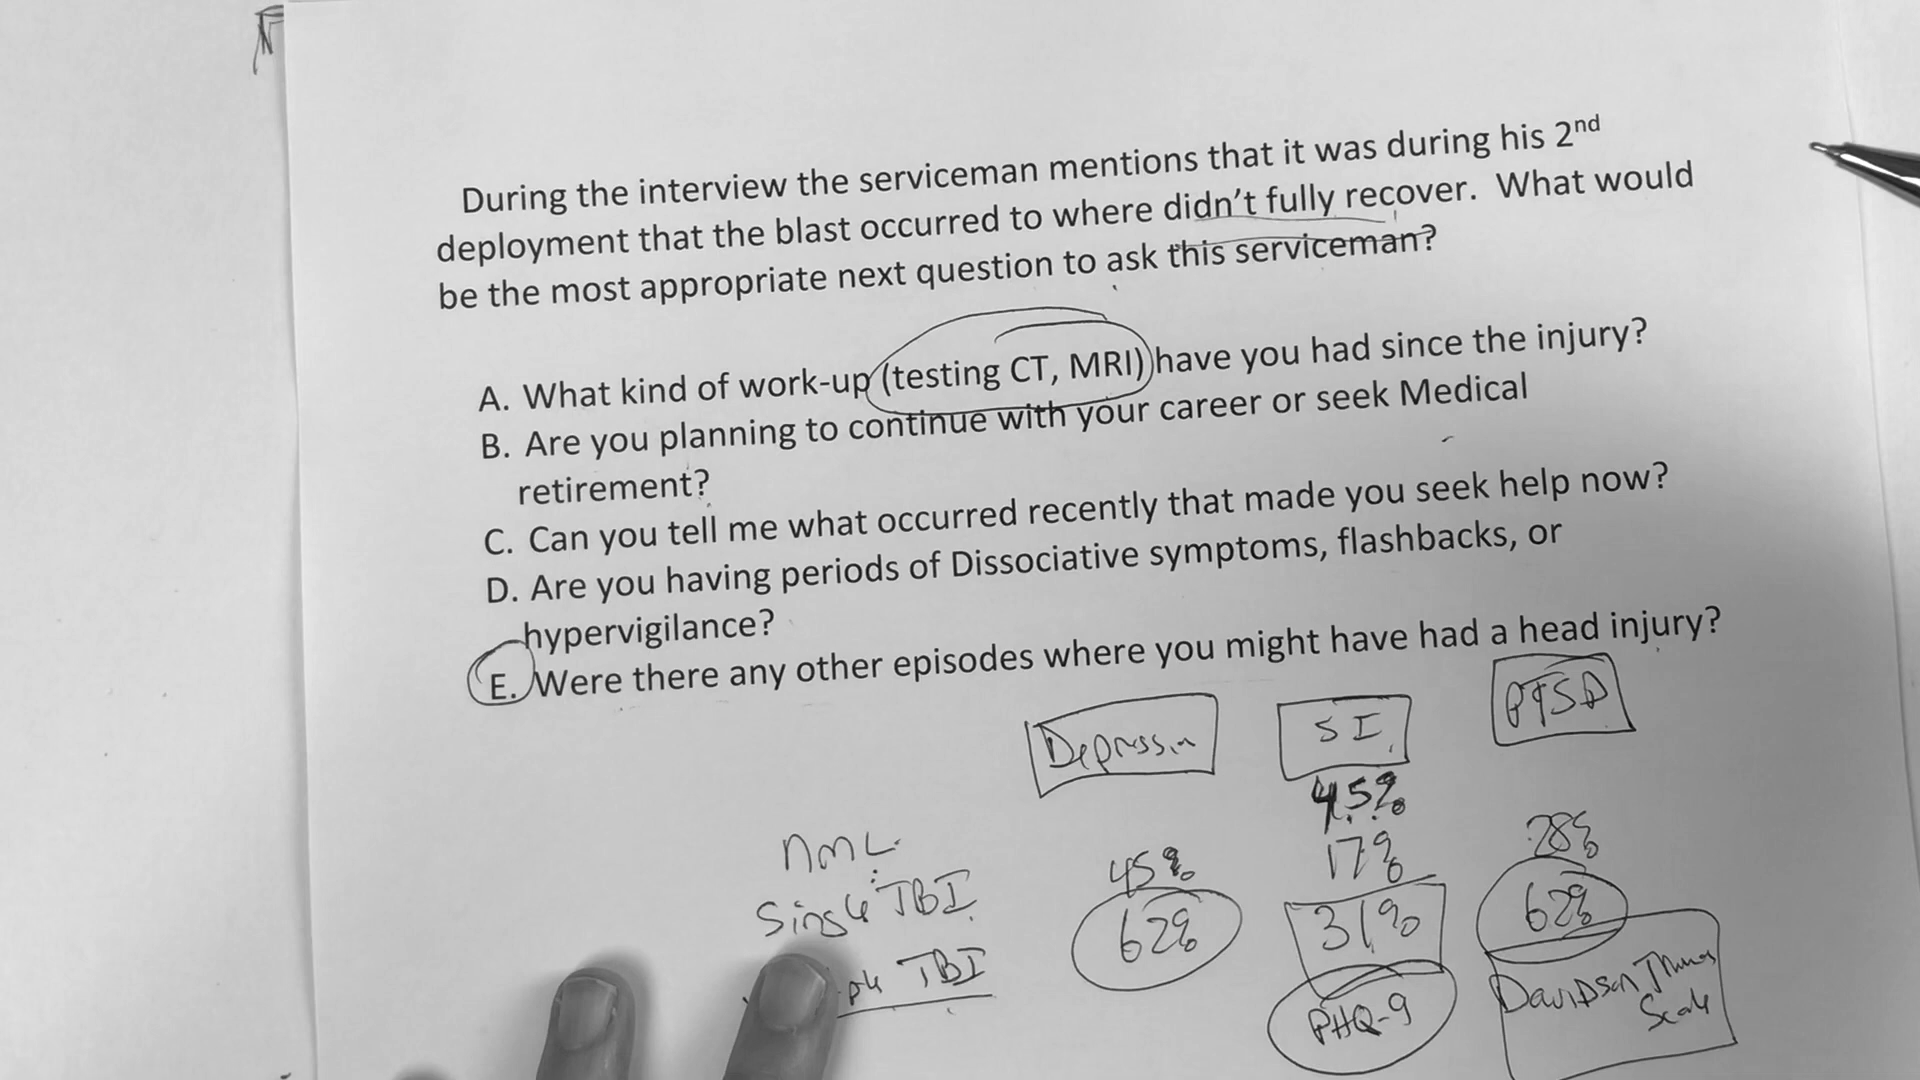 During the interview the serviceman mentions that it was during his 2nd
deployment that the blast occurred to where didn't fully recover. What would
be the most appropriate next question to ask this serviceman?
A. What kind of work-up (testing CT, MRI) have you had since the injury?
B. Are you planning to continue with your career or seek Medical
retirement?
C. Can you tell me what occurred recently that made you seek help now?
D. Are you having periods of Dissociative symptoms, flashbacks, or
hypervigilance?
E. Were there any other episodes where you might have had a head injury?
Depression SI PTSD
4.5%
NML 17% 28%
Single TBI 45%
TBI 62% 31% 62%
PHQ-9 Davidson
Scale